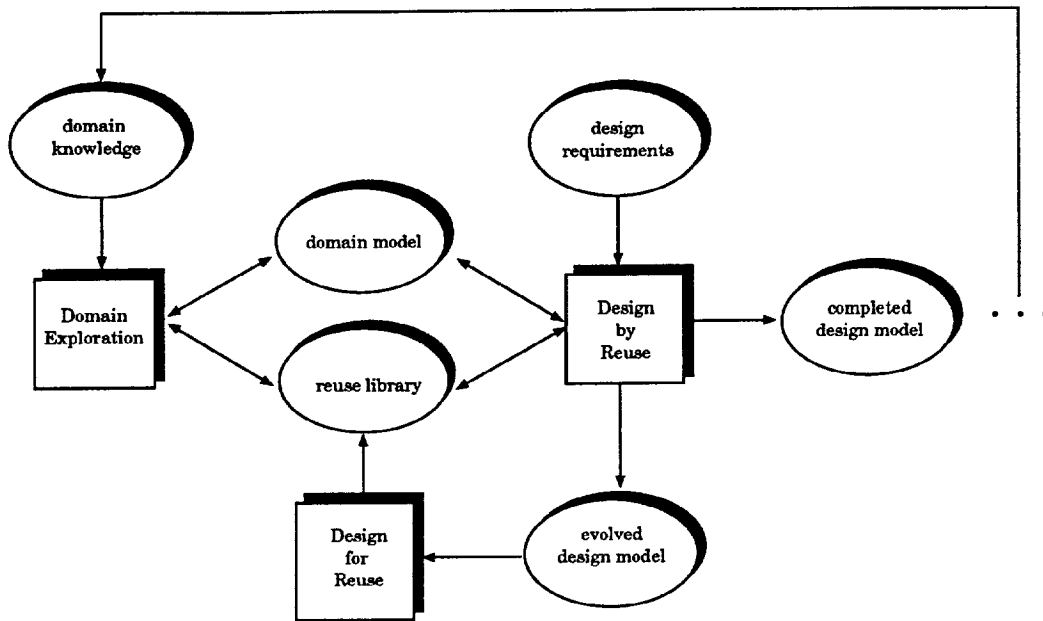 domain
knowledge
design
requirements
domain model
Domain
Exploration
Design
by
Reuse
completed
design model
reuse library
Design
for
Reuse
evolved
design model